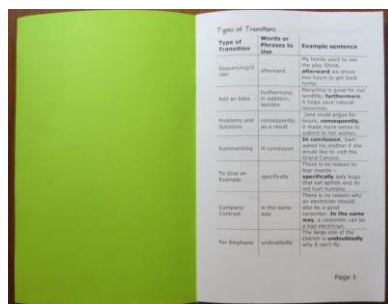 Types of Transitions
Type of Transition
Words or Phrases to Use
Example sentence
Sequencing/Order
afterward
My family went to see
the play Shrek,
afterward we drove
two hours to get back
home.
Add an Idea
furthermore,
in addition,
besides
Recycling is good for our
landfills, furthermore,
it helps save natural
resources.
Problems and
Solutions
consequently,
as a result
Jane could argue for
hours, consequently,
it made more sense to
submit to her wishes.
Summarizing
in conclusion
In conclusion, Sam
asked his mother if she
would like to visit the
Grand Canyon.
To Give an
Example
specifically
There is no reason to
fear insects –
specifically lady bugs
that eat aphids and do
not hurt humans.
Compare/
Contrast
in the same
way
There is no reason why
an electrician should
also be a good
carpenter. In the same
way, a carpenter can be
a bad electrician.
For Emphasis
undoubtedly
The large size of the
Ostrich is undoubtedly
why it can't fly.
Page 1